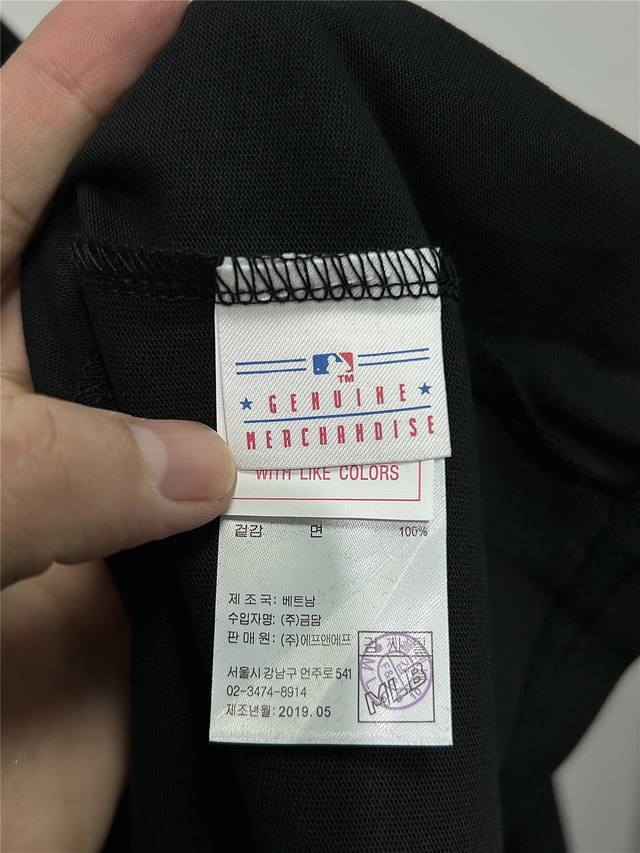 TM
GENUINE
MERCHANDISE
WITH LIKE COLORS
겉감 면 100%
제조국: 베트남
수입자명: (주)금당
판매원: (주)에프앤에프
서울시 강남구 언주로 541
02-3474-8914
제조년월: 2019. 05
MLB